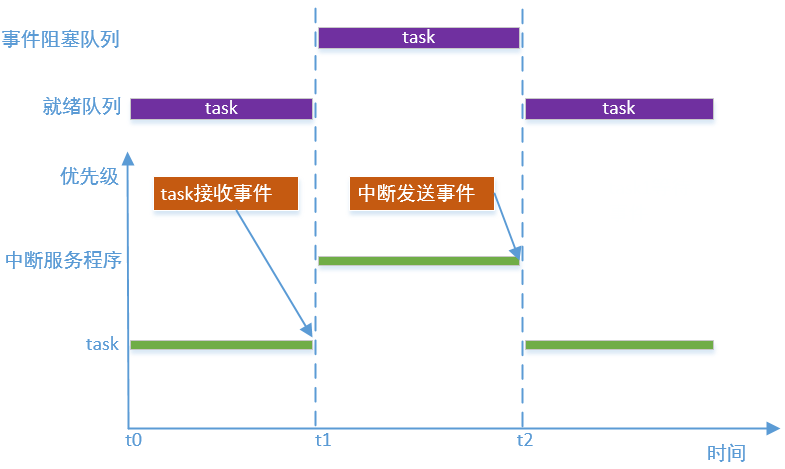 事件阻塞队列
task
就绪队列
task
task
优先级
task接收事件
中断发送事件
中断服务程序
task
t0
t1
t2
时间